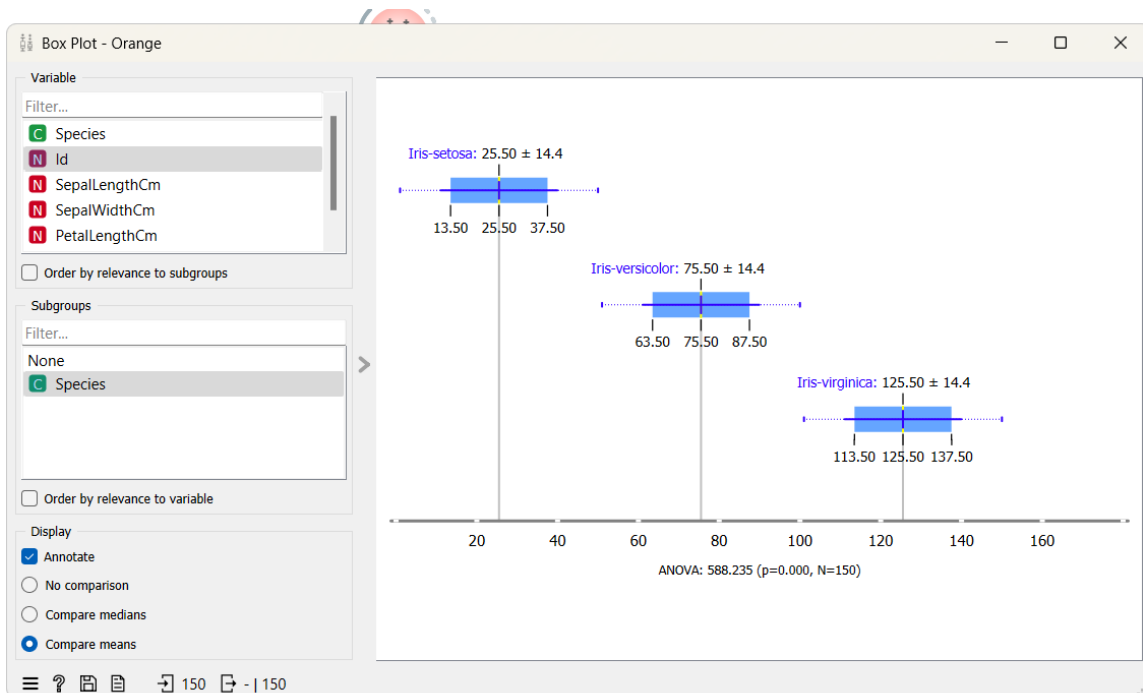 Box Plot - Orange
Variable
Filter...
C Species
N Id
N SepalLengthCm
N SepalWidthCm
N PetalLengthCm
Order by relevance to subgroups
Subgroups
Filter...
None
C Species
Order by relevance to variable
Display
Annotate
No comparison
Compare medians
Compare means
? 150 - | 150
Iris-setosa: 25.50 ± 14.4
13.50 25.50 37.50
Iris-versicolor: 75.50 ± 14.4
63.50 75.50 87.50
Iris-virginica: 125.50 ± 14.4
113.50 125.50 137.50
20 40 60 80 100 120 140 160
ANOVA: 588.235 (p=0.000, N=150)